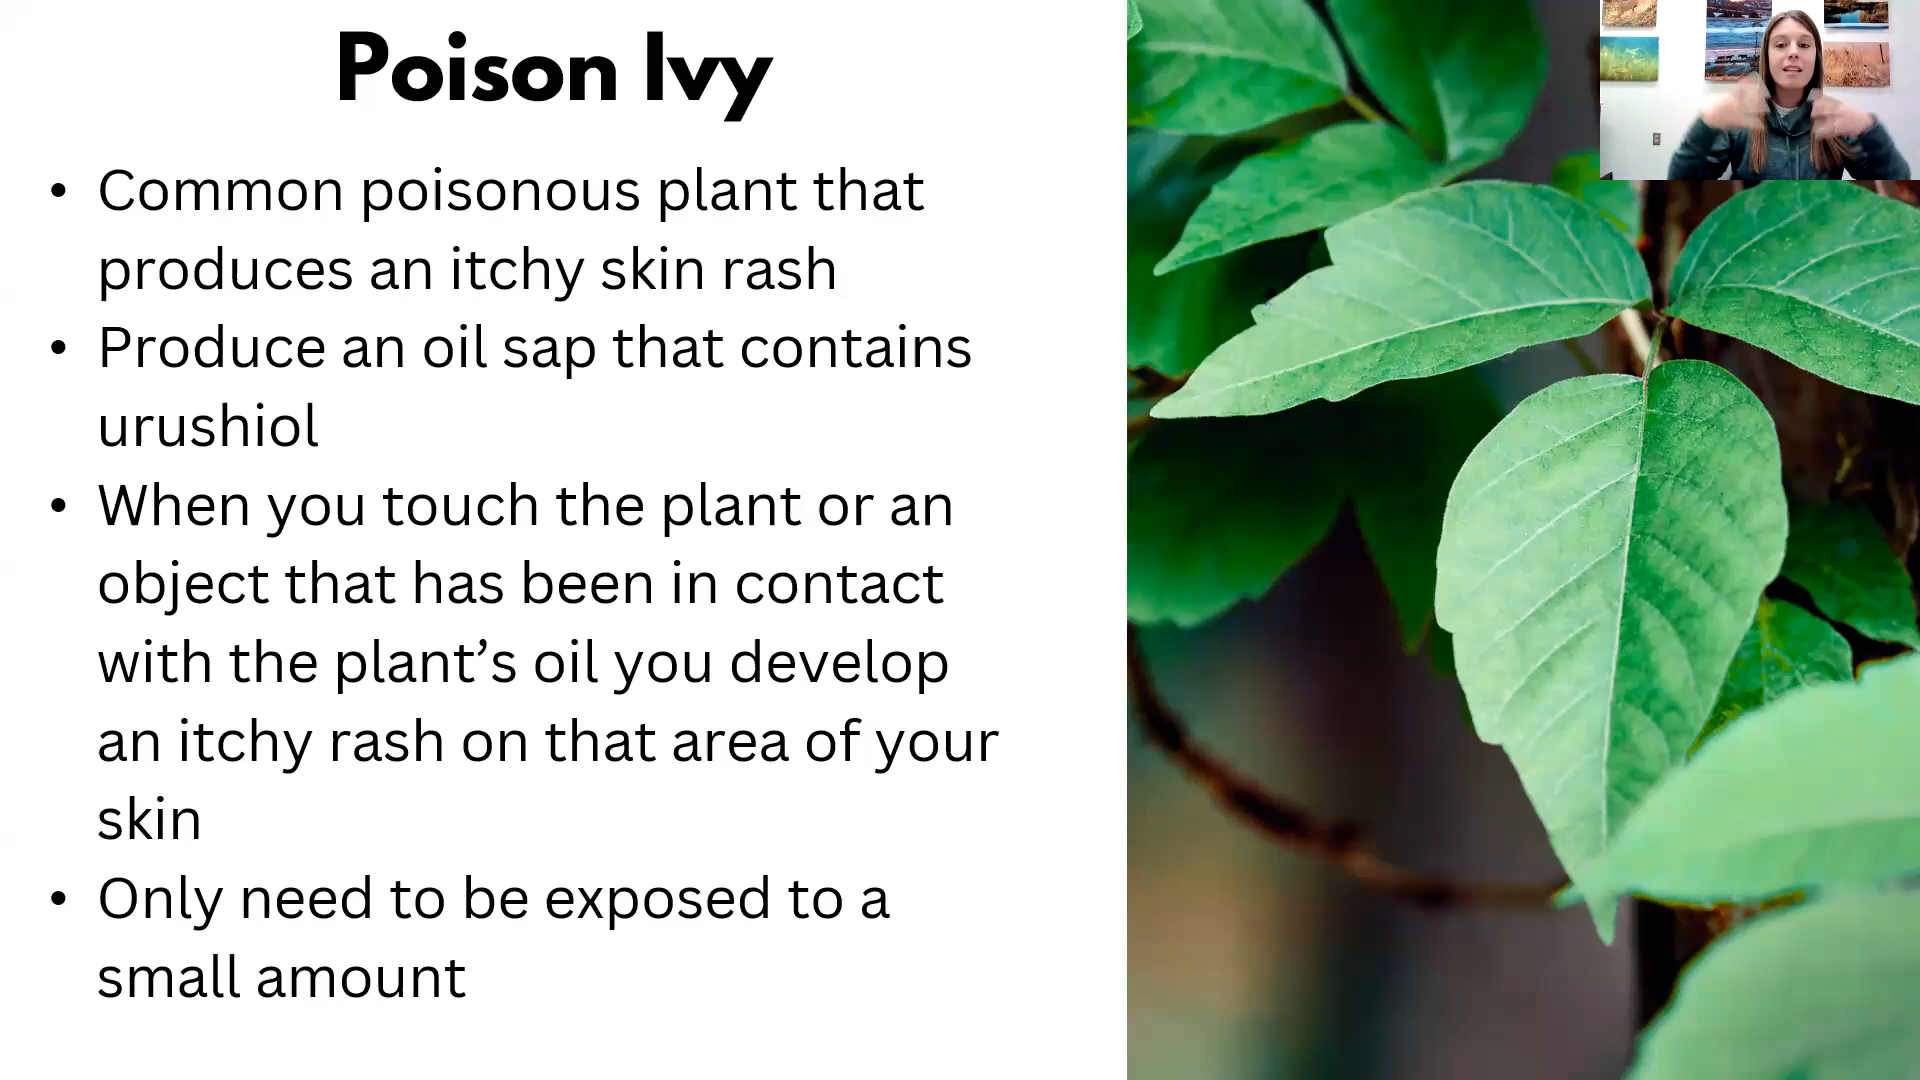 Poison Ivy
• Common poisonous plant that
produces an itchy skin rash
• Produce an oil sap that contains
urushiol
• When you touch the plant or an
object that has been in contact
with the plant’s oil you develop
an itchy rash on that area of your
skin
• Only need to be exposed to a
small amount